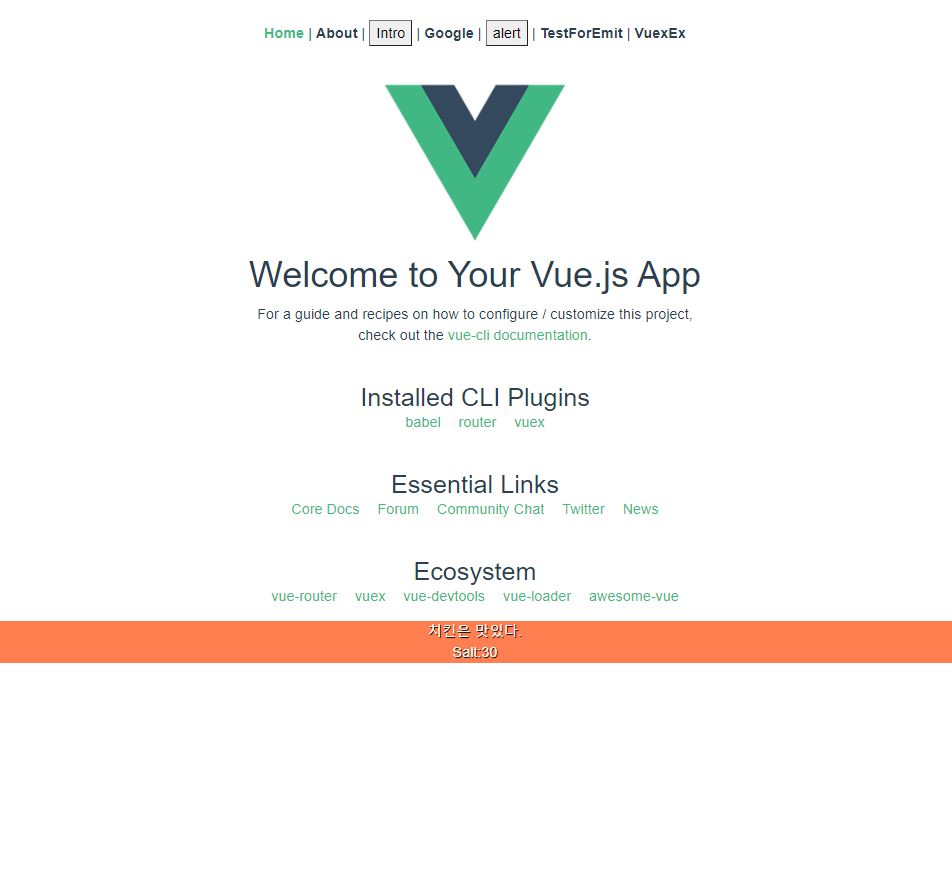 Home | About | Intro | Google | alert | TestForEmit | VuexEx
Welcome to Your Vue.js App
For a guide and recipes on how to configure / customize this project,
check out the vue-cli documentation.
Installed CLI Plugins
babel router vuex
Essential Links
Core Docs Forum Community Chat Twitter News
Ecosystem
vue-router vuex vue-devtools vue-loader awesome-vue
치킨은 맛있다.
Salt:30